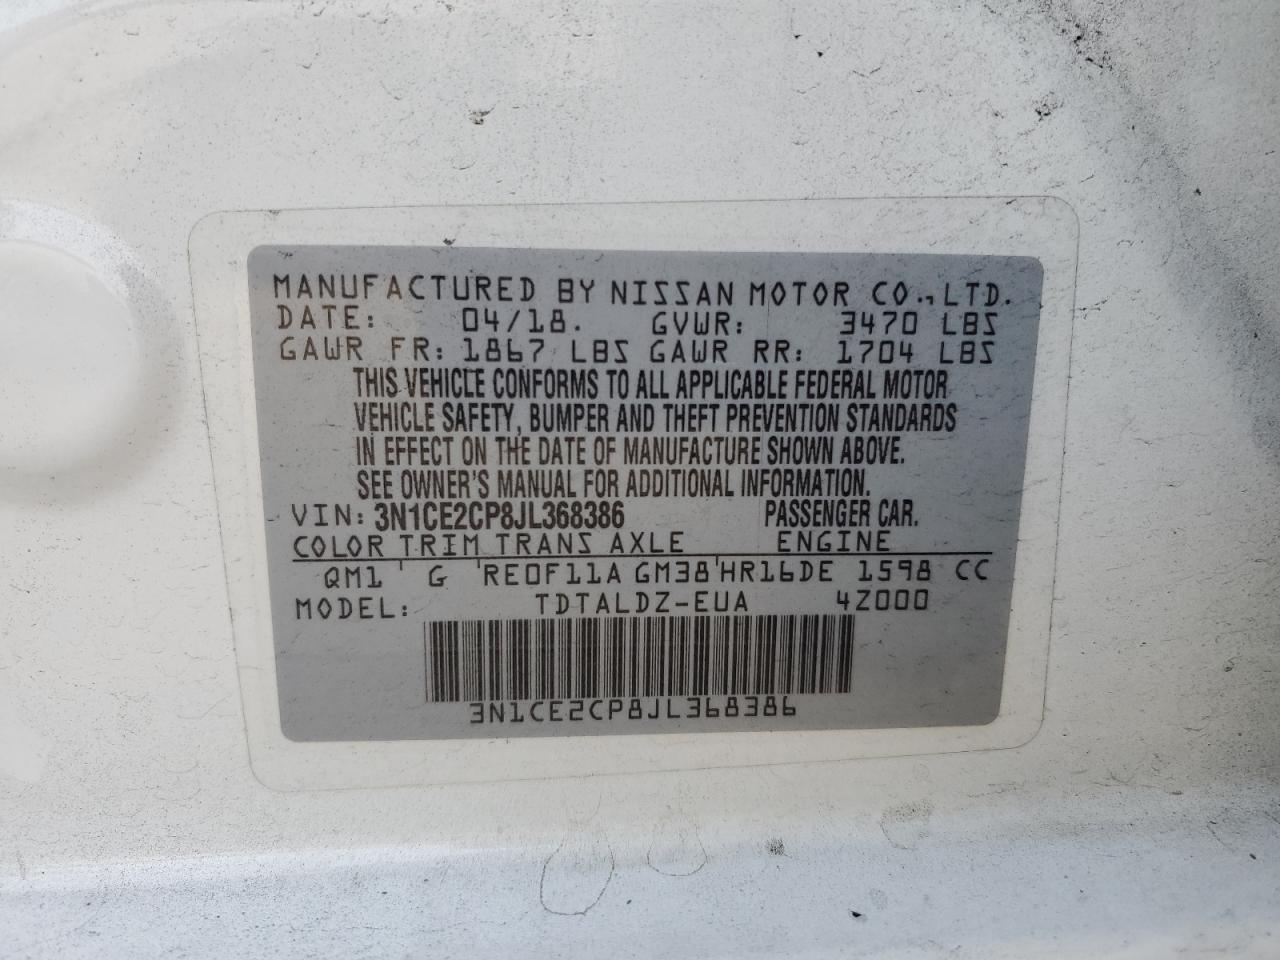 MANUFACTURED BY NISSAN MOTOR CO.,LTD.
DATE: 04/18. GVWR: 3470 LBS
GAWR FR: 1867 LBS GAWR RR: 1704 LBS
THIS VEHICLE CONFORMS TO ALL APPLICABLE FEDERAL MOTOR
VEHICLE SAFETY, BUMPER AND THEFT PREVENTION STANDARDS
IN EFFECT ON THE DATE OF MANUFACTURE SHOWN ABOVE.
SEE OWNER'S MANUAL FOR ADDITIONAL INFORMATION.
VIN: 3N1CE2CP8JL368386 PASSENGER CAR.
COLOR TRIM TRANS AXLE ENGINE
QM1 ' G ' RE0F11A GM38 ' HR16DE 1598 CC
MODEL: TDTALDZ-EUA 4Z000
3N1CE2CP8JL368386